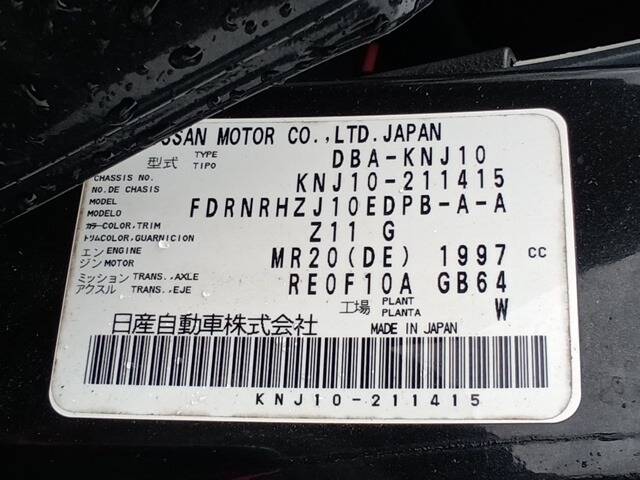 SSAN MOTOR CO.,LTD.JAPAN
型式 TYPE TIPO DBA-KNJ10
CHASSIS NO. NO.DE CHASIS KNJ10-211415
MODEL MODELO FDRNRHZJ10EDPB-A-A
カラー COLOR,TRIM トリムCOLOR,GUARNICION Z11 G
エンジン ENGINE MOTOR MR20(DE) 1997 CC
ミッション TRANS.,AXLE アクスル TRANS.,EJE RE0F10A GB64
工場 PLANT PLANTA W
日産自動車株式会社 MADE IN JAPAN
KNJ10-211415